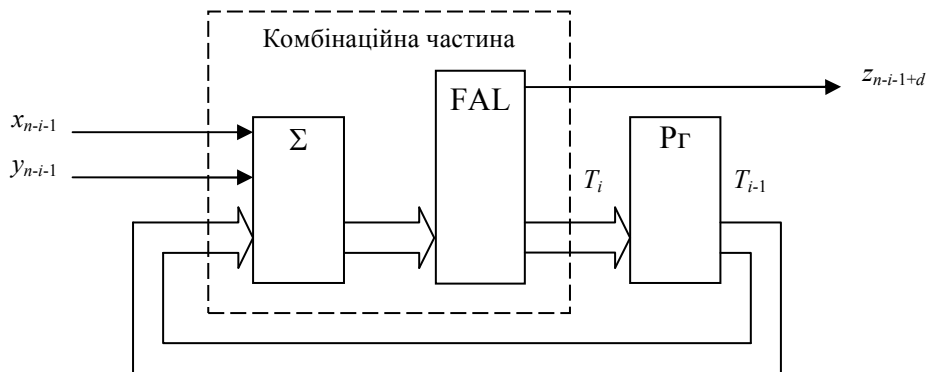 Комбінаційна частина
z_{n-i-1+d}
FAL
x_{n-i-1}
Σ
Рг
y_{n-i-1}
T_i
T_{i-1}